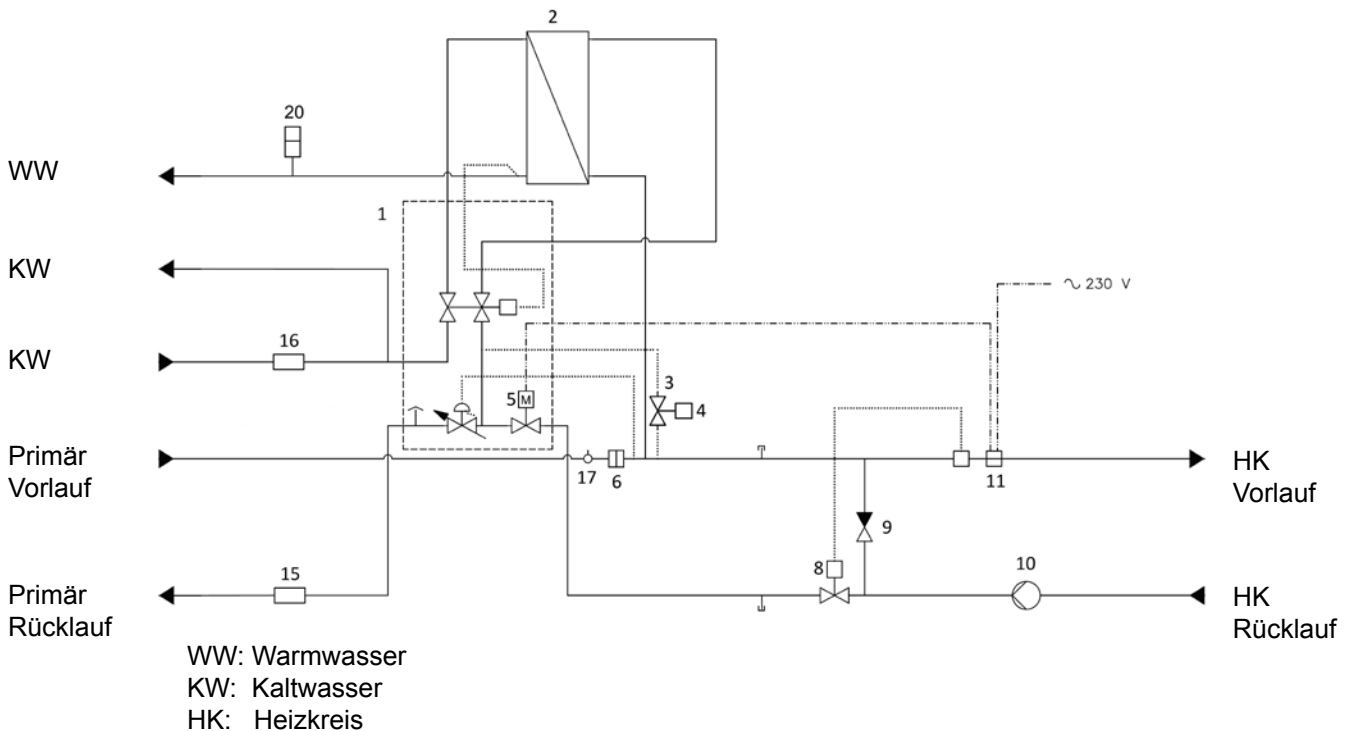 2
20
WW
1
KW
~ 230 V
16
KW
3
5 M
4
Primär
Vorlauf
17
6
11
HK
Vorlauf
9
8
10
15
Primär
Rücklauf
HK
Rücklauf
WW: Warmwasser
KW: Kaltwasser
HK: Heizkreis